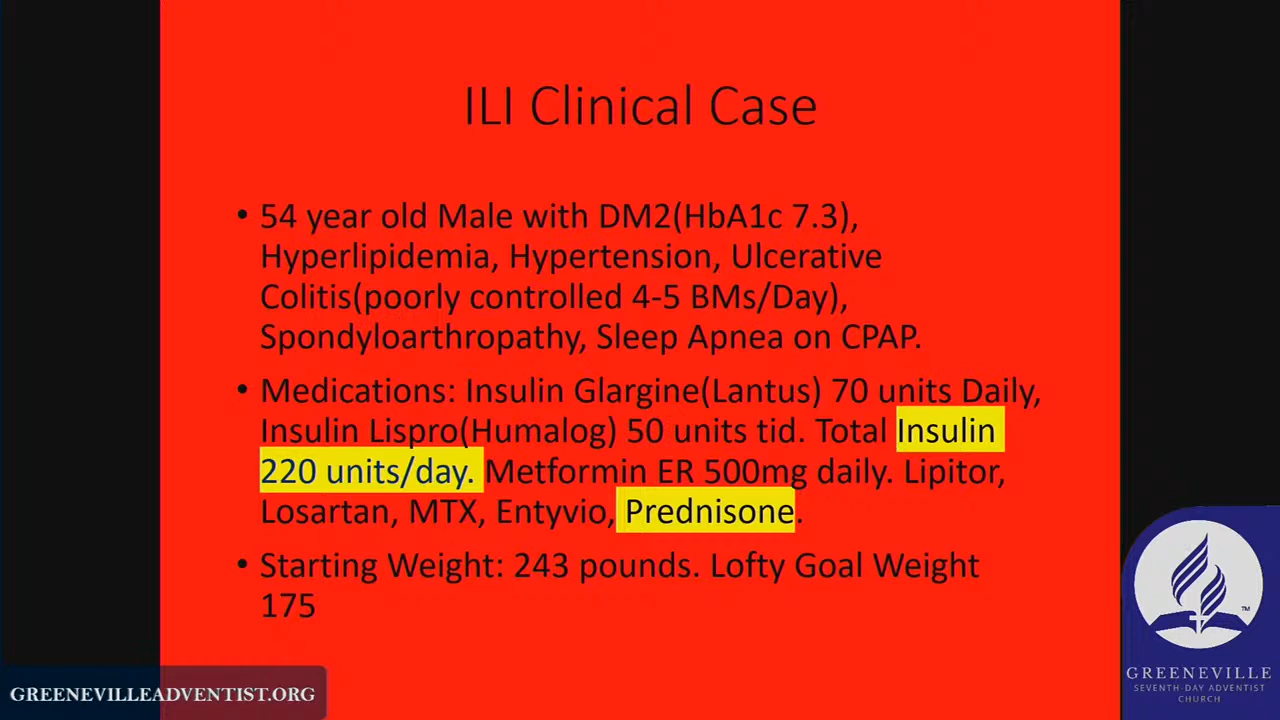 ILI Clinical Case
• 54 year old Male with DM2(HbA1c 7.3),
Hyperlipidemia, Hypertension, Ulcerative
Colitis(poorly controlled 4-5 BMs/Day),
Spondyloarthropathy, Sleep Apnea on CPAP.
• Medications: Insulin Glargine(Lantus) 70 units Daily,
Insulin Lispro(Humalog) 50 units tid. Total Insulin
220 units/day. Metformin ER 500mg daily. Lipitor,
Losartan, MTX, Entyvio, Prednisone.
• Starting Weight: 243 pounds. Lofty Goal Weight
175
TM
GREENEVILLE
SEVENTH-DAY ADVENTIST
CHURCH
GREENEVILLEADVENTIST.ORG